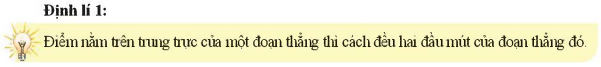 Định lí 1:
Điểm nằm trên trung trực của một đoạn thẳng thì cách đều hai đầu mút của đoạn thẳng đó.